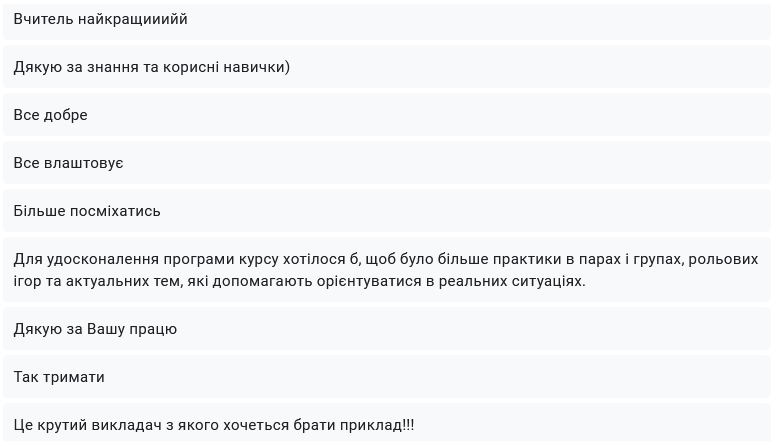 Вчитель найкращиииийй
Дякую за знання та корисні навички)
Все добре
Все влаштовує
Більше посміхатись
Для удосконалення програми курсу хотілося б, щоб було більше практики в парах і групах, рольових
ігор та актуальних тем, які допомагають орієнтуватися в реальних ситуаціях.
Дякую за Вашу працю
Так тримати
Це крутий викладач з якого хочеться брати приклад!!!